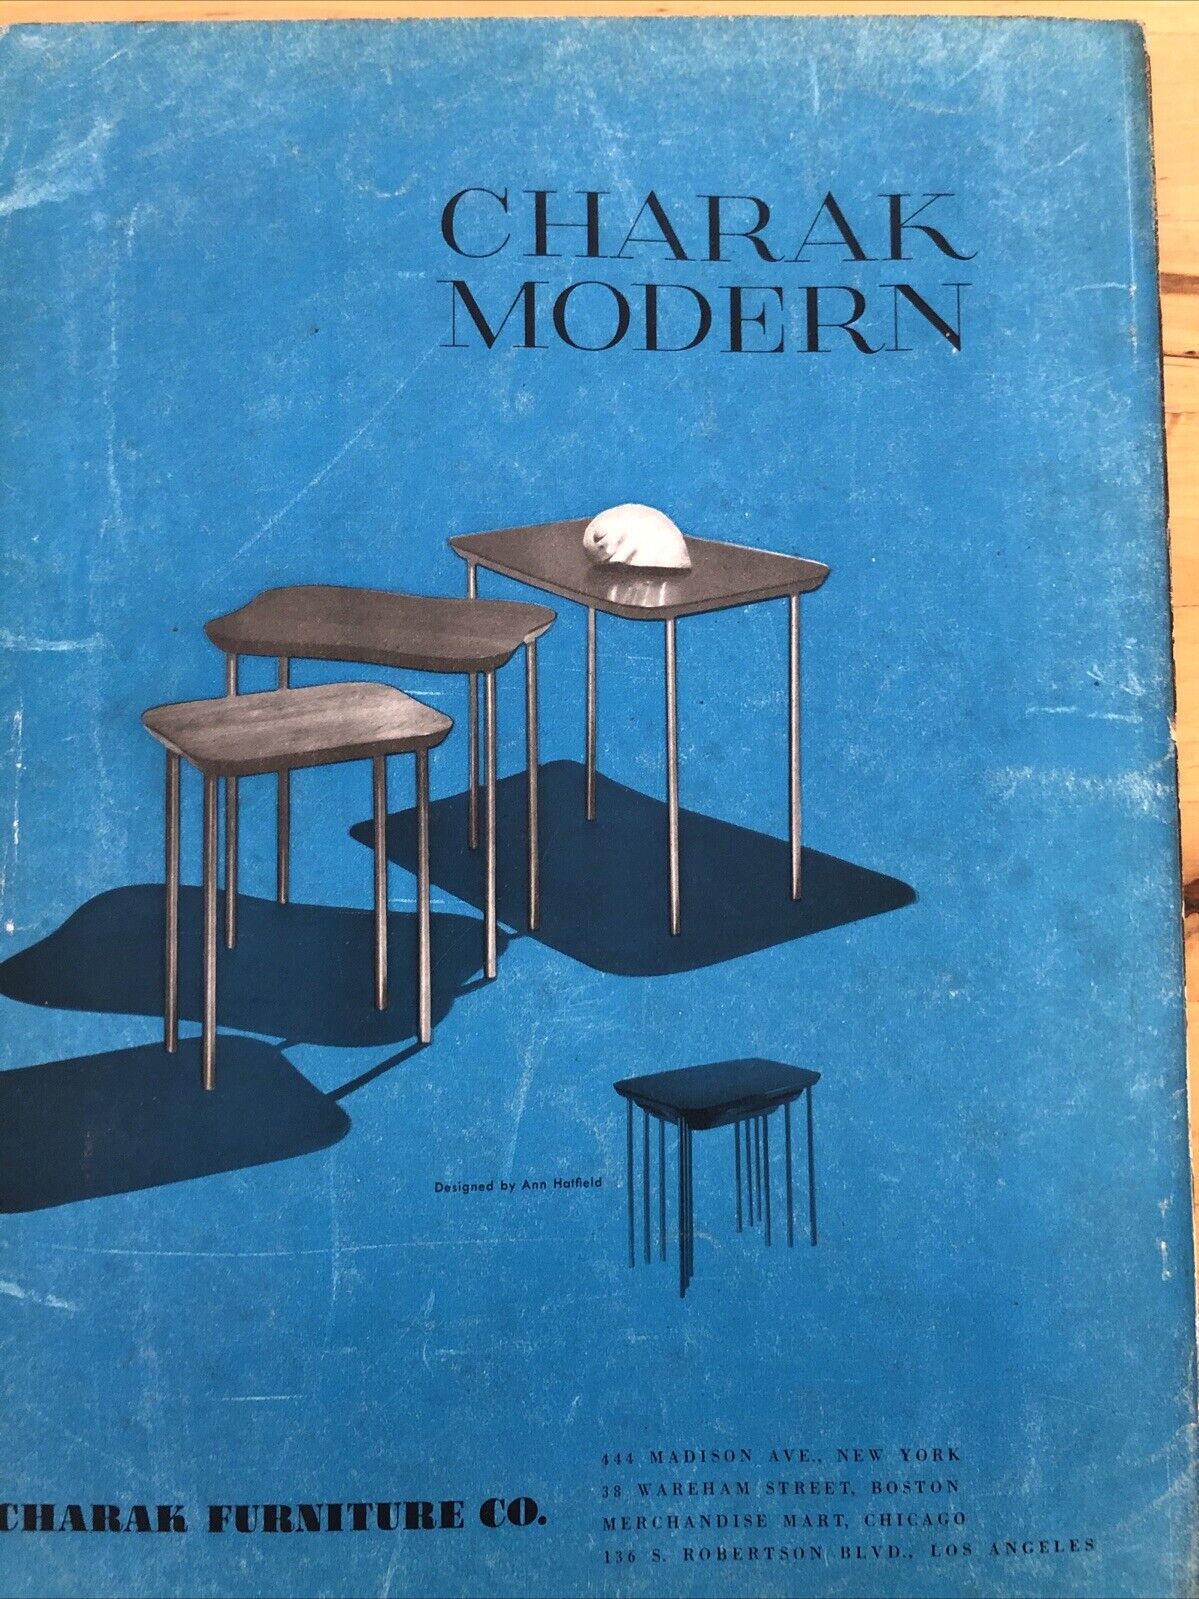 CHARAK
MODERN
Designed by Ann Hatfield
CHARAK FURNITURE CO.
444 MADISON AVE., NEW YORK
38 WAREHAM STREET, BOSTON
MERCHANDISE MART, CHICAGO
136 S. ROBERTSON BLVD., LOS ANGELES